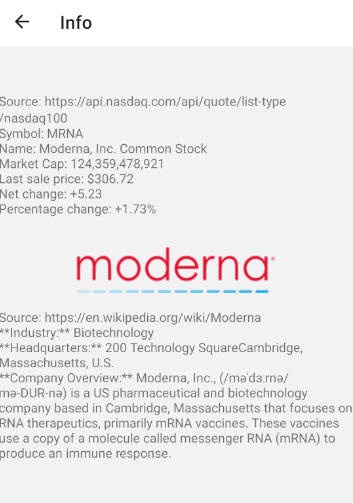 Info
Source: https://api.nasdaq.com/api/quote/list-type
/nasdaq100
Symbol: MRNA
Name: Moderna, Inc. Common Stock
Market Cap: 124,359,478,921
Last sale price: $306.72
Net change: +5.23
Percentage change: +1.73%
moderna
Source: https://en.wikipedia.org/wiki/Moderna
**Industry:** Biotechnology
**Headquarters:** 200 Technology SquareCambridge,
Massachusetts, U.S.
**Company Overview:** Moderna, Inc., (/məˈdɜːrnə/
mə-DUR-nə) is a US pharmaceutical and biotechnology
company based in Cambridge, Massachusetts that focuses on
RNA therapeutics, primarily mRNA vaccines. These vaccines
use a copy of a molecule called messenger RNA (mRNA) to
produce an immune response.